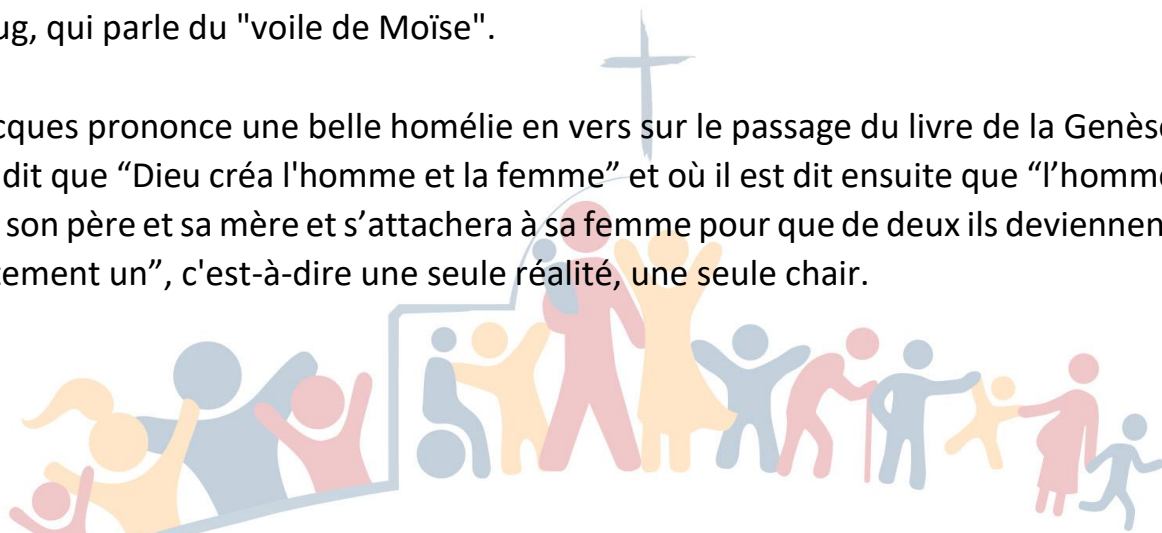 ug, qui parle du "voile de Moïse".
cques prononce une belle homélie en vers sur le passage du livre de la Genèse
dit que “Dieu créa l'homme et la femme” et où il est dit ensuite que “l’homme
son père et sa mère et s’attachera à sa femme pour que de deux ils deviennen
tement un”, c'est-à-dire une seule réalité, une seule chair.